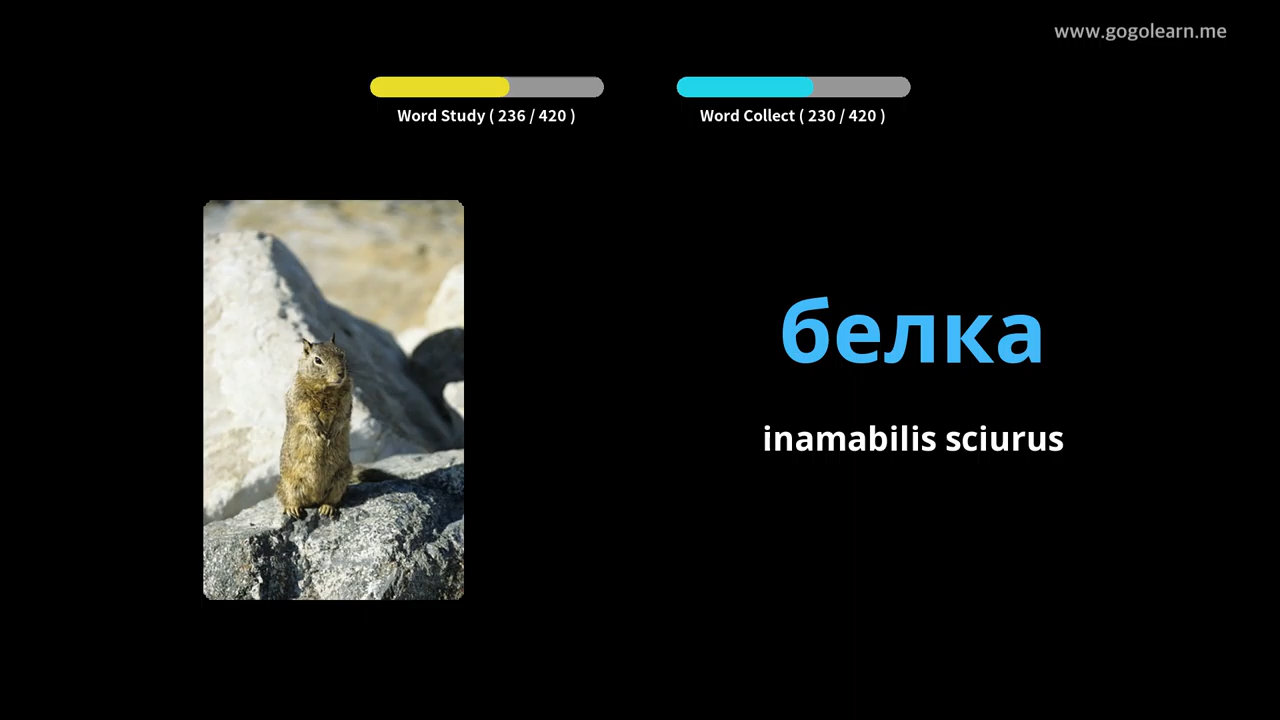 www.gogolearn.me
Word Study ( 236 / 420 )
Word Collect ( 230 / 420 )
белка
inamabilis sciurus